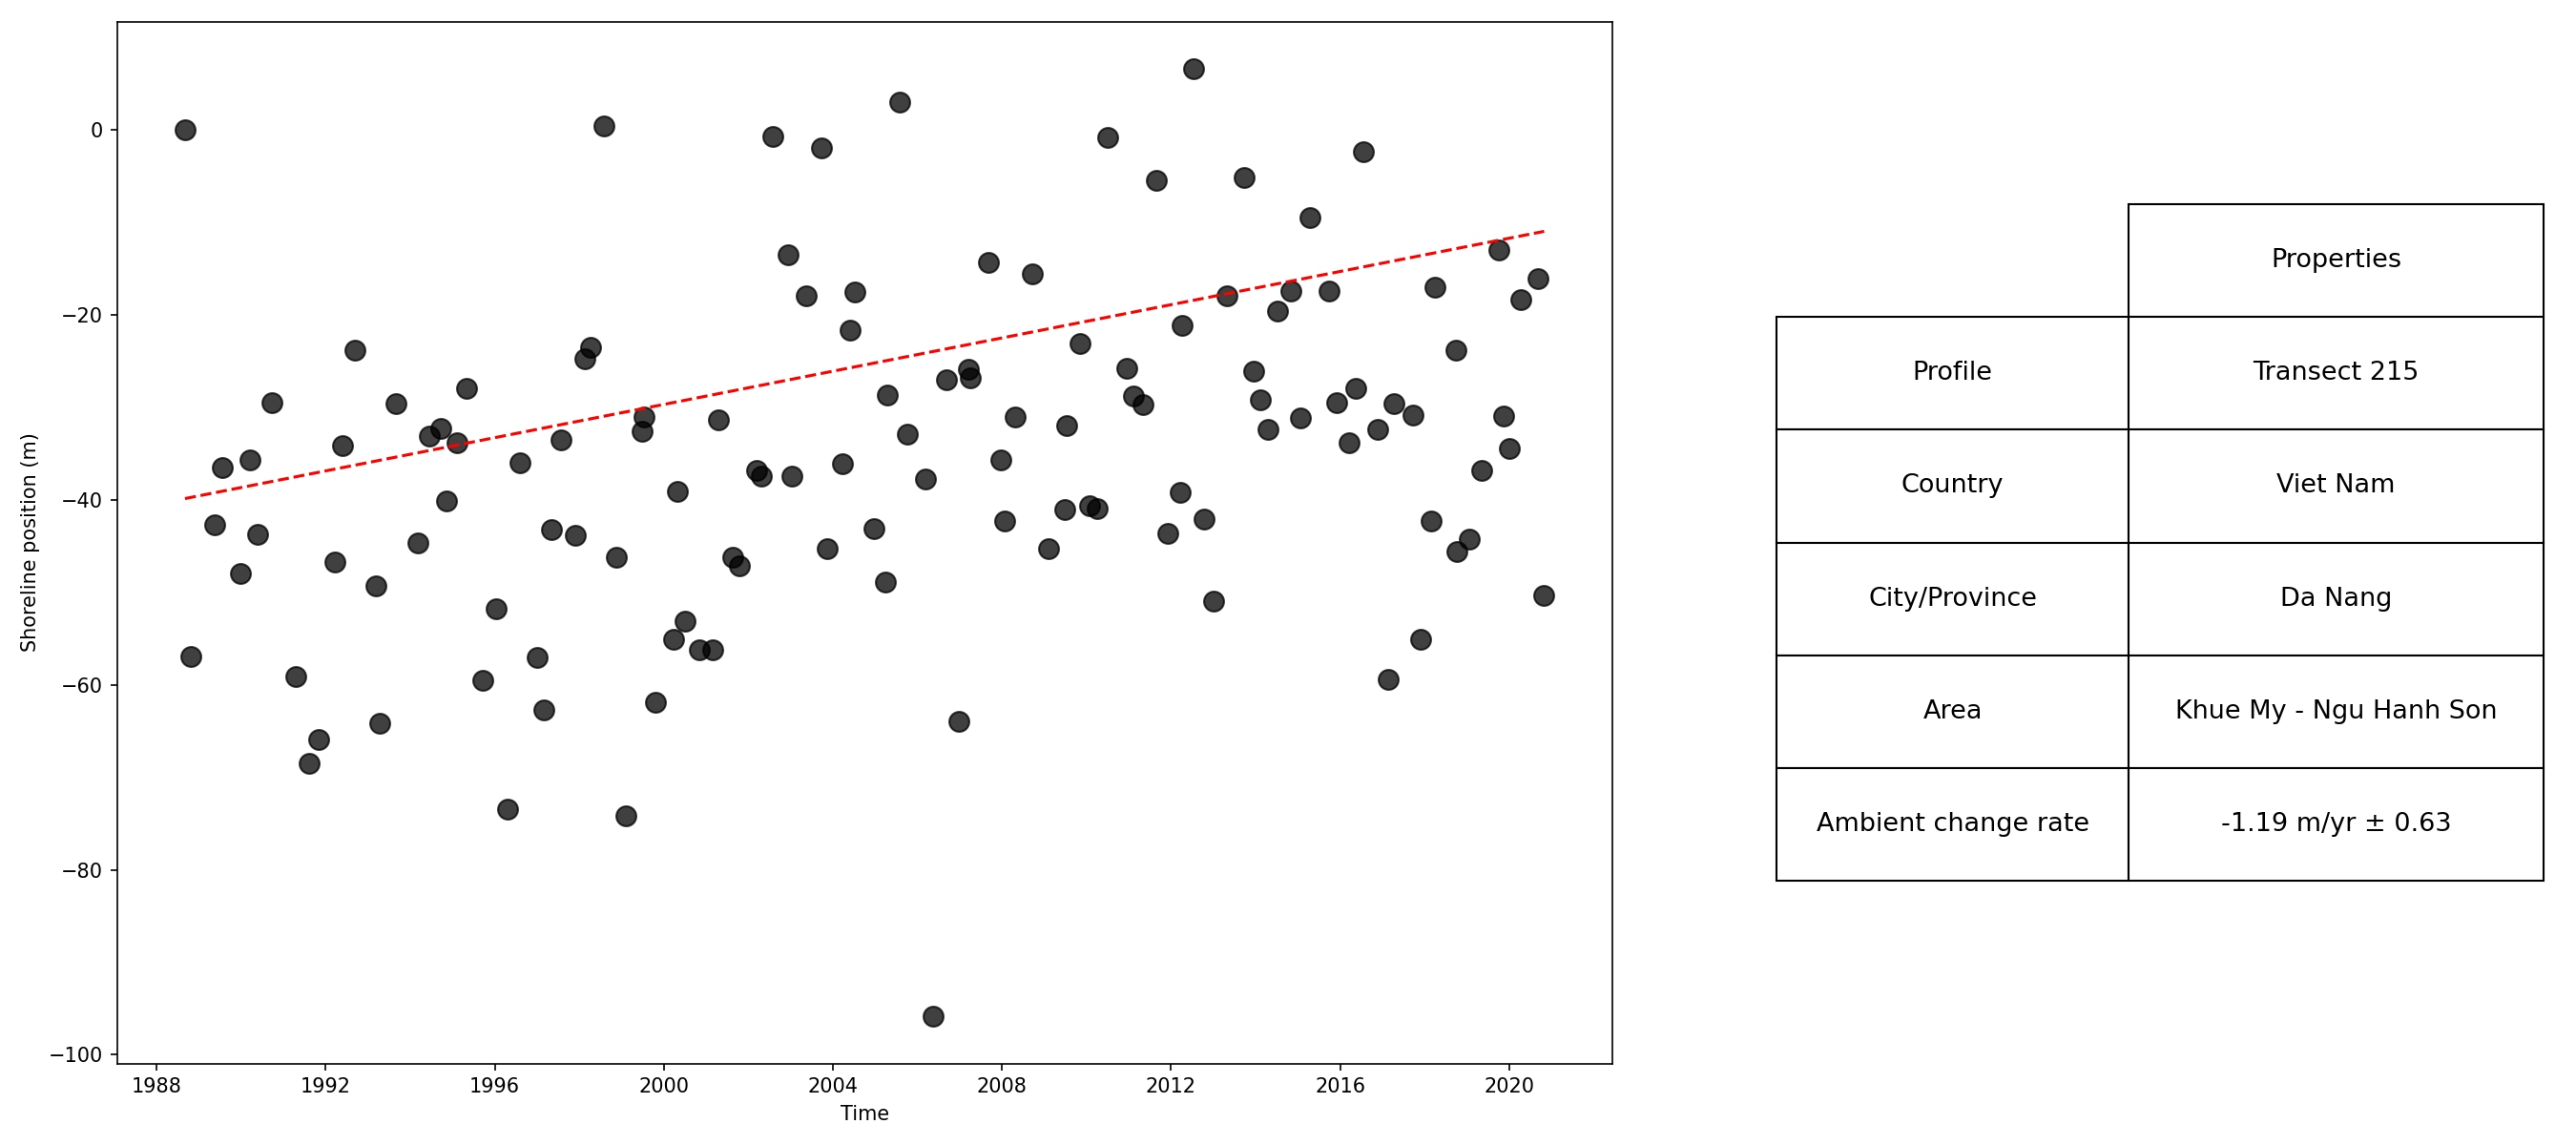 0
−20
−40
−60
−80
−100
Shoreline position (m)
1988 1992 1996 2000 2004 2008 2012 2016 2020
Time
Properties
Profile Transect 215
Country Viet Nam
City/Province Da Nang
Area Khue My - Ngu Hanh Son
Ambient change rate -1.19 m/yr ± 0.63